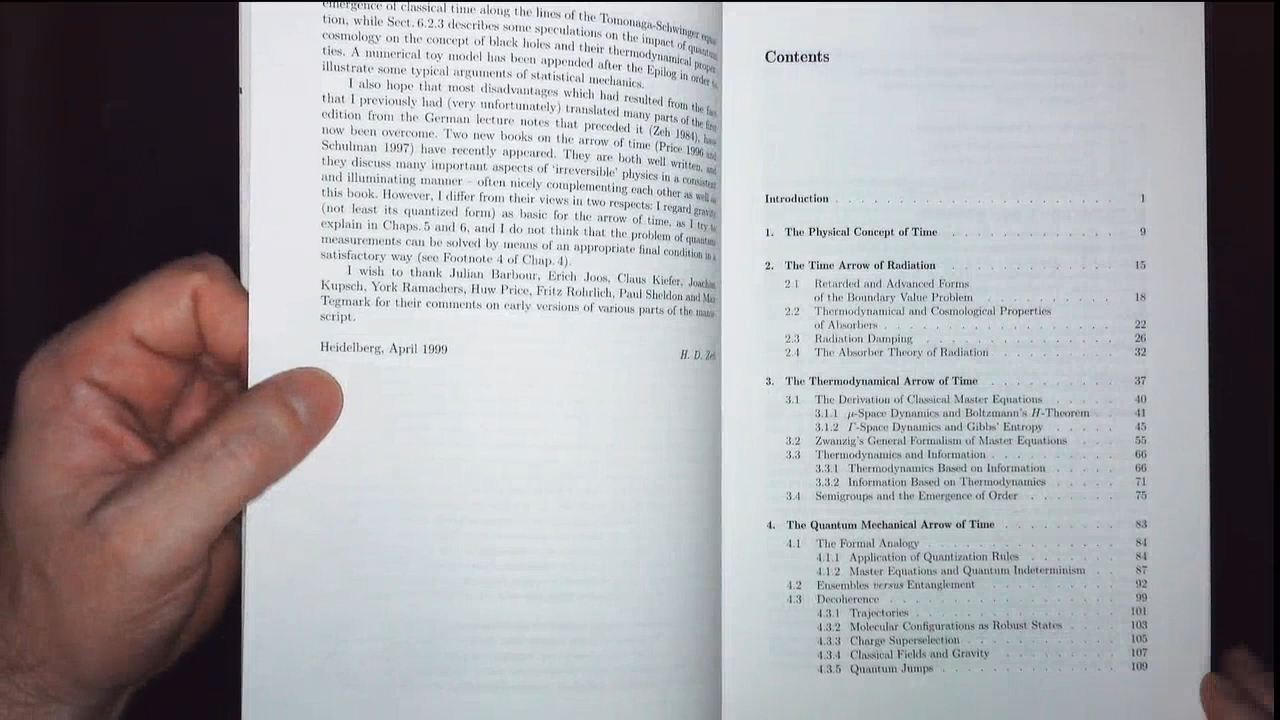 emergence of classical time along the lines of the Tomonaga-Schwinger equa-
tion, while Sect. 6.2.3 describes some speculations on the impact of quantum
cosmology on the concept of black holes and their thermodynamical proper-
ties. A numerical toy model has been appended after the Epilog in order to
illustrate some typical arguments of statistical mechanics.
I also hope that most disadvantages which had resulted from the fact
that I previously had (very unfortunately) translated many parts of the first
edition from the German lecture notes that preceded it (Zeh 1984), have
now been overcome. Two new books on the arrow of time (Price 1996 and
Schulman 1997) have recently appeared. They are both well written, and
they discuss many important aspects of ‘irreversible’ physics in a consistent
and illuminating manner – often nicely complementing each other as well as
this book. However, I differ from their views in two respects: I regard gravity
(not least its quantized form) as basic for the arrow of time, as I try to
explain in Chaps. 5 and 6, and I do not think that the problem of quantum
measurements can be solved by means of an appropriate final condition in a
satisfactory way (see Footnote 4 of Chap. 4).
I wish to thank Julian Barbour, Erich Joos, Claus Kiefer, Joachim
Kupsch, York Ramachers, Huw Price, Fritz Rohrlich, Paul Sheldon and Max
Tegmark for their comments on early versions of various parts of the manu-
script.
Heidelberg, April 1999 H. D. Zeh
Contents
Introduction . . . . . . . . . . . . . . . . 1
1. The Physical Concept of Time . . . . . . . . . . 9
2. The Time Arrow of Radiation . . . . . . . . . . 15
2.1 Retarded and Advanced Forms
of the Boundary Value Problem . . . . . . . . . . 18
2.2 Thermodynamical and Cosmological Properties
of Absorbers . . . . . . . . . . . . . . . 22
2.3 Radiation Damping . . . . . . . . . . . . . 26
2.4 The Absorber Theory of Radiation . . . . . . . . . 32
3. The Thermodynamical Arrow of Time . . . . . . . . 37
3.1 The Derivation of Classical Master Equations . . . . . 40
3.1.1 μ-Space Dynamics and Boltzmann's H-Theorem . . 41
3.1.2 Γ-Space Dynamics and Gibbs' Entropy . . . . . 45
3.2 Zwanzig's General Formalism of Master Equations . . . . 55
3.3 Thermodynamics and Information . . . . . . . . . 66
3.3.1 Thermodynamics Based on Information . . . . . 66
3.3.2 Information Based on Thermodynamics . . . . . 71
3.4 Semigroups and the Emergence of Order . . . . . . . 75
4. The Quantum Mechanical Arrow of Time . . . . . . . 83
4.1 The Formal Analogy . . . . . . . . . . . . 84
4.1.1 Application of Quantization Rules . . . . . . 84
4.1.2 Master Equations and Quantum Indeterminism . . 87
4.2 Ensembles versus Entanglement . . . . . . . . . . 92
4.3 Decoherence . . . . . . . . . . . . . . . 99
4.3.1 Trajectories . . . . . . . . . . . . . 101
4.3.2 Molecular Configurations as Robust States . . . . 103
4.3.3 Charge Superselection . . . . . . . . . . 105
4.3.4 Classical Fields and Gravity . . . . . . . . 107
4.3.5 Quantum Jumps . . . . . . . . . . . . 109